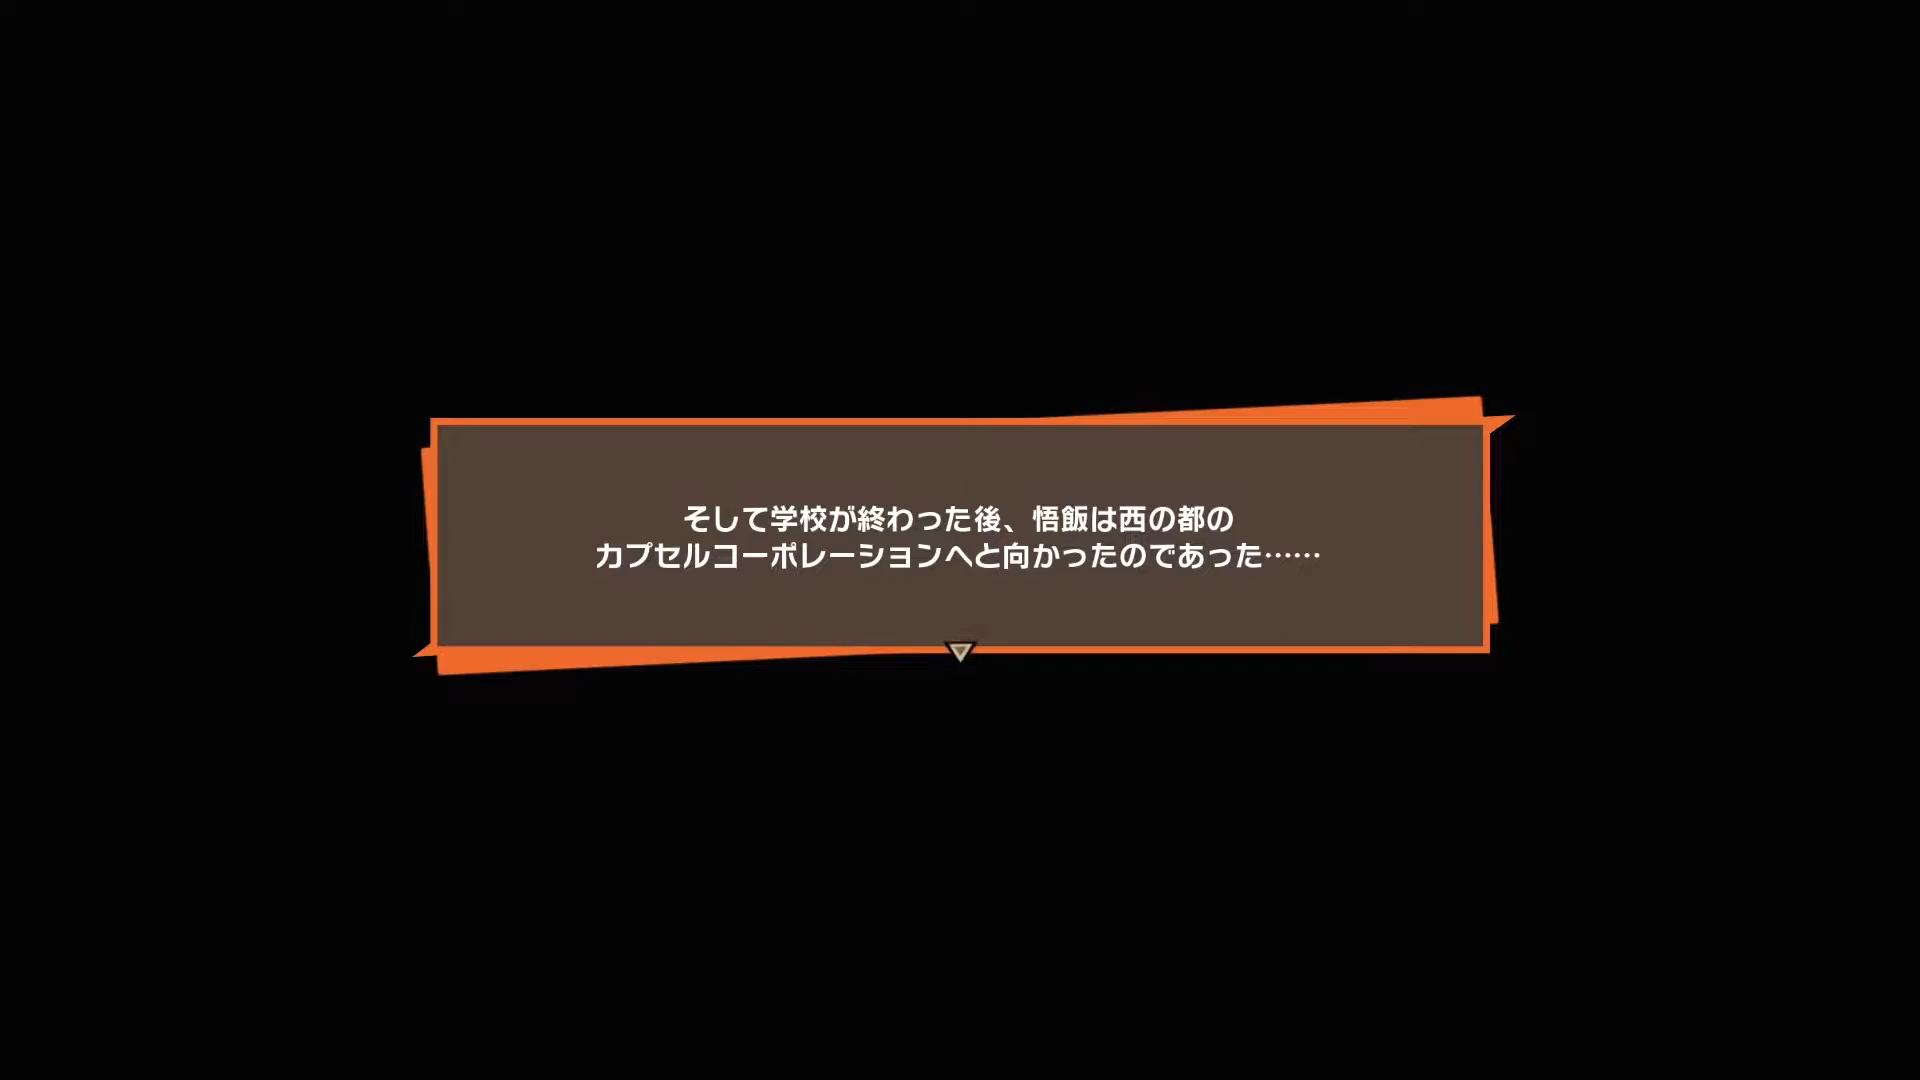 そして学校が終わった後、悟飯は西の都の
カプセルコーポレーションへと向かったのであった……